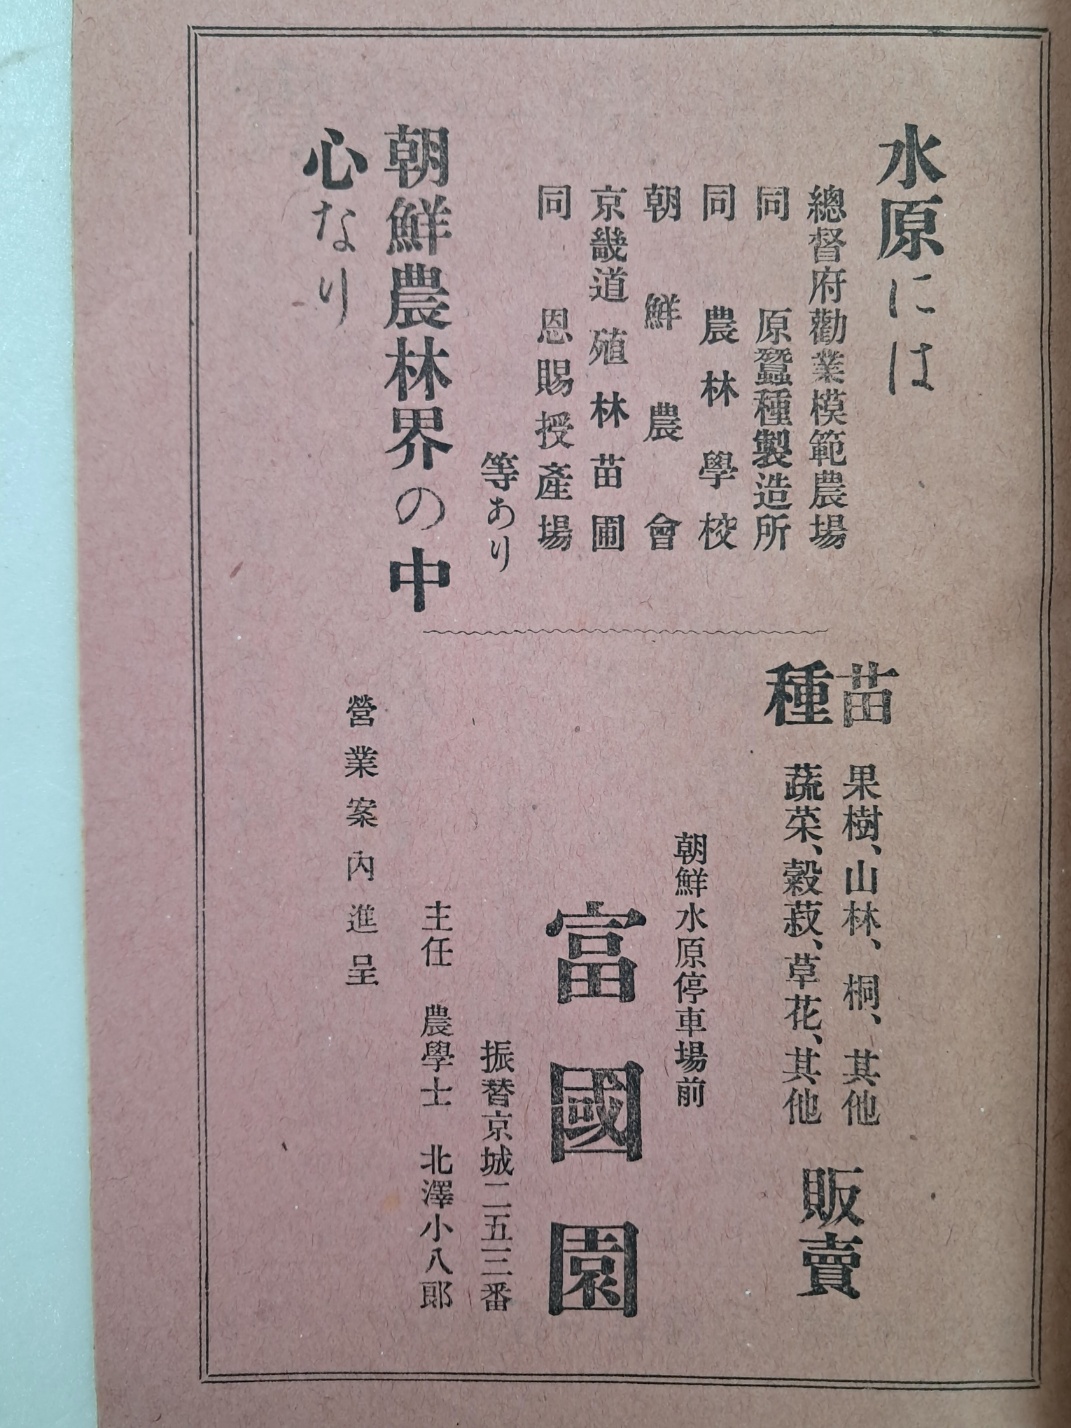 水原には
總督府勸業模範農場
同 原蠶種製造所
同 農林學校
朝鮮農會
京畿道殖林苗圃
同 恩賜授産場
等あり
朝鮮農林界の中
心なり
苗 果樹、山林、桐、其他
種 蔬菜、穀菽、草花、其他
販賣
朝鮮水原停車場前
富國園
振替京城二五三番
主任 農學士 北澤小八郞
營業案內進呈